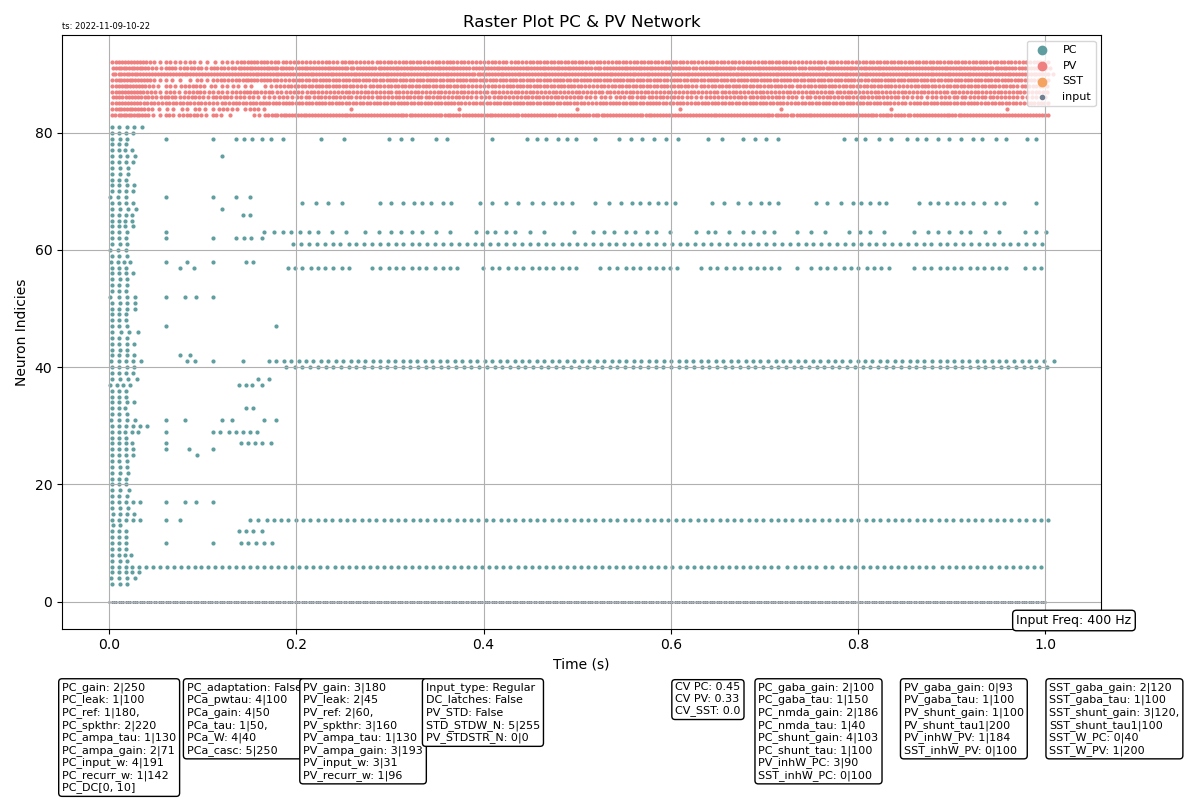 ts: 2022-11-09-10-22
Raster Plot PC & PV Network
PC
PV
SST
input
80
60
40
20
0
Neuron Indicies
0.0
0.2
0.4
0.6
0.8
1.0
Time (s)
Input Freq: 400 Hz
PC_gain: 2|250
PC_leak: 1|100
PC_ref: 1|180,
PC_spkthr: 2|220
PC_ampa_tau: 1|130
PC_ampa_gain: 2|71
PC_input_w: 4|191
PC_recurr_w: 1|142
PC_DC[0, 10]
PC_adaptation: False
PCa_pwtau: 4|100
PCa_gain: 4|50
PCa_tau: 1|50,
PCa_W: 4|40
PCa_casc: 5|250
PV_gain: 3|180
PV_leak: 2|45
PV_ref: 2|60,
PV_spkthr: 3|160
PV_ampa_tau: 1|130
PV_ampa_gain: 3|193
PV_input_w: 3|31
PV_recurr_w: 1|96
Input_type: Regular
DC_latches: False
PV_STD: False
STD_STDW_N: 5|255
PV_STDSTR_N: 0|0
CV PC: 0.45
CV PV: 0.33
CV_SST: 0.0
PC_gaba_gain: 2|100
PC_gaba_tau: 1|150
PC_nmda_gain: 2|186
PC_nmda_tau: 1|40
PC_shunt_gain: 4|103
PC_shunt_tau: 1|100
PV_inhW_PC: 3|90
SST_inhW_PC: 0|100
PV_gaba_gain: 0|93
PV_gaba_tau: 1|100
PV_shunt_gain: 1|100
PV_shunt_tau1|200
PV_inhW_PV: 1|184
SST_inhW_PV: 0|100
SST_gaba_gain: 2|120
SST_gaba_tau: 1|100
SST_shunt_gain: 3|120,
SST_shunt_tau1|100
SST_W_PC: 0|40
SST_W_PV: 1|200